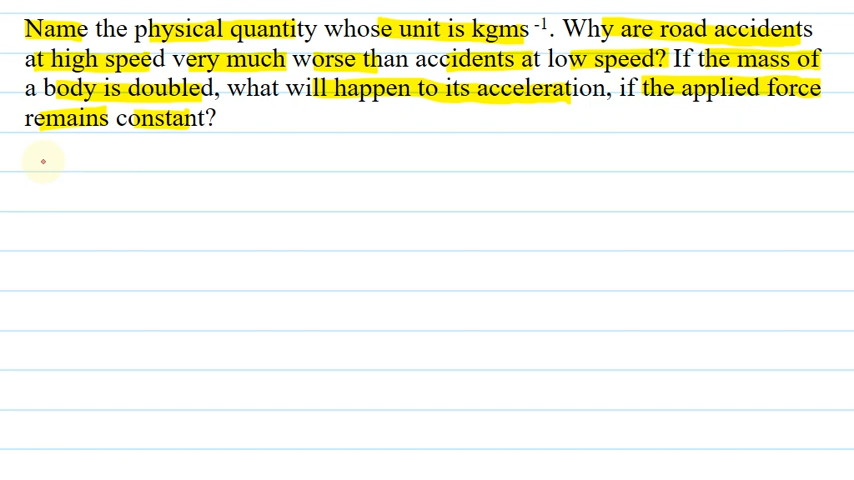 Name the physical quantity whose unit is kgms -1. Why are road accidents
at high speed very much worse than accidents at low speed? If the mass of
a body is doubled, what will happen to its acceleration, if the applied force
remains constant?